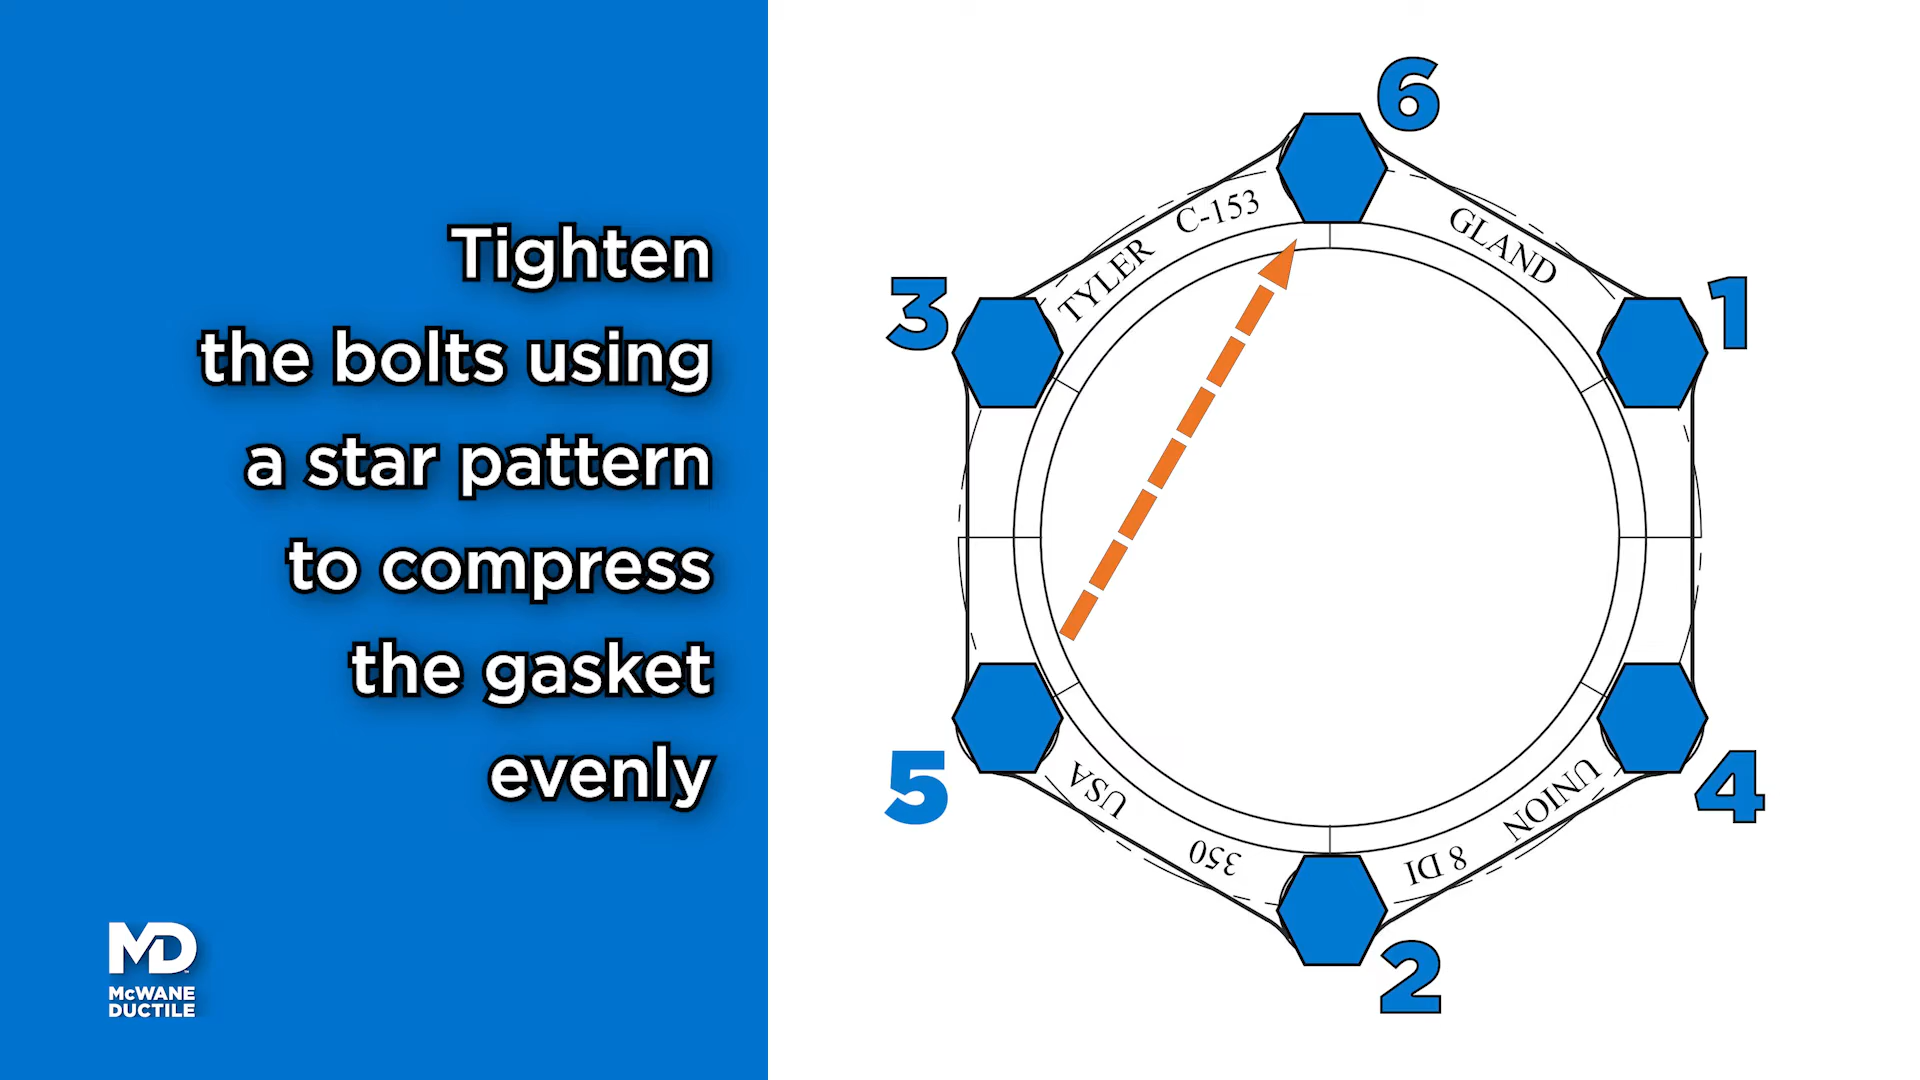 Tighten
the bolts using
a star pattern
to compress
the gasket
evenly
MD
McWANE
DUCTILE
6
TYLER C-153
GLAND
3
1
5
4
USA
350
8 DI
UNION
2